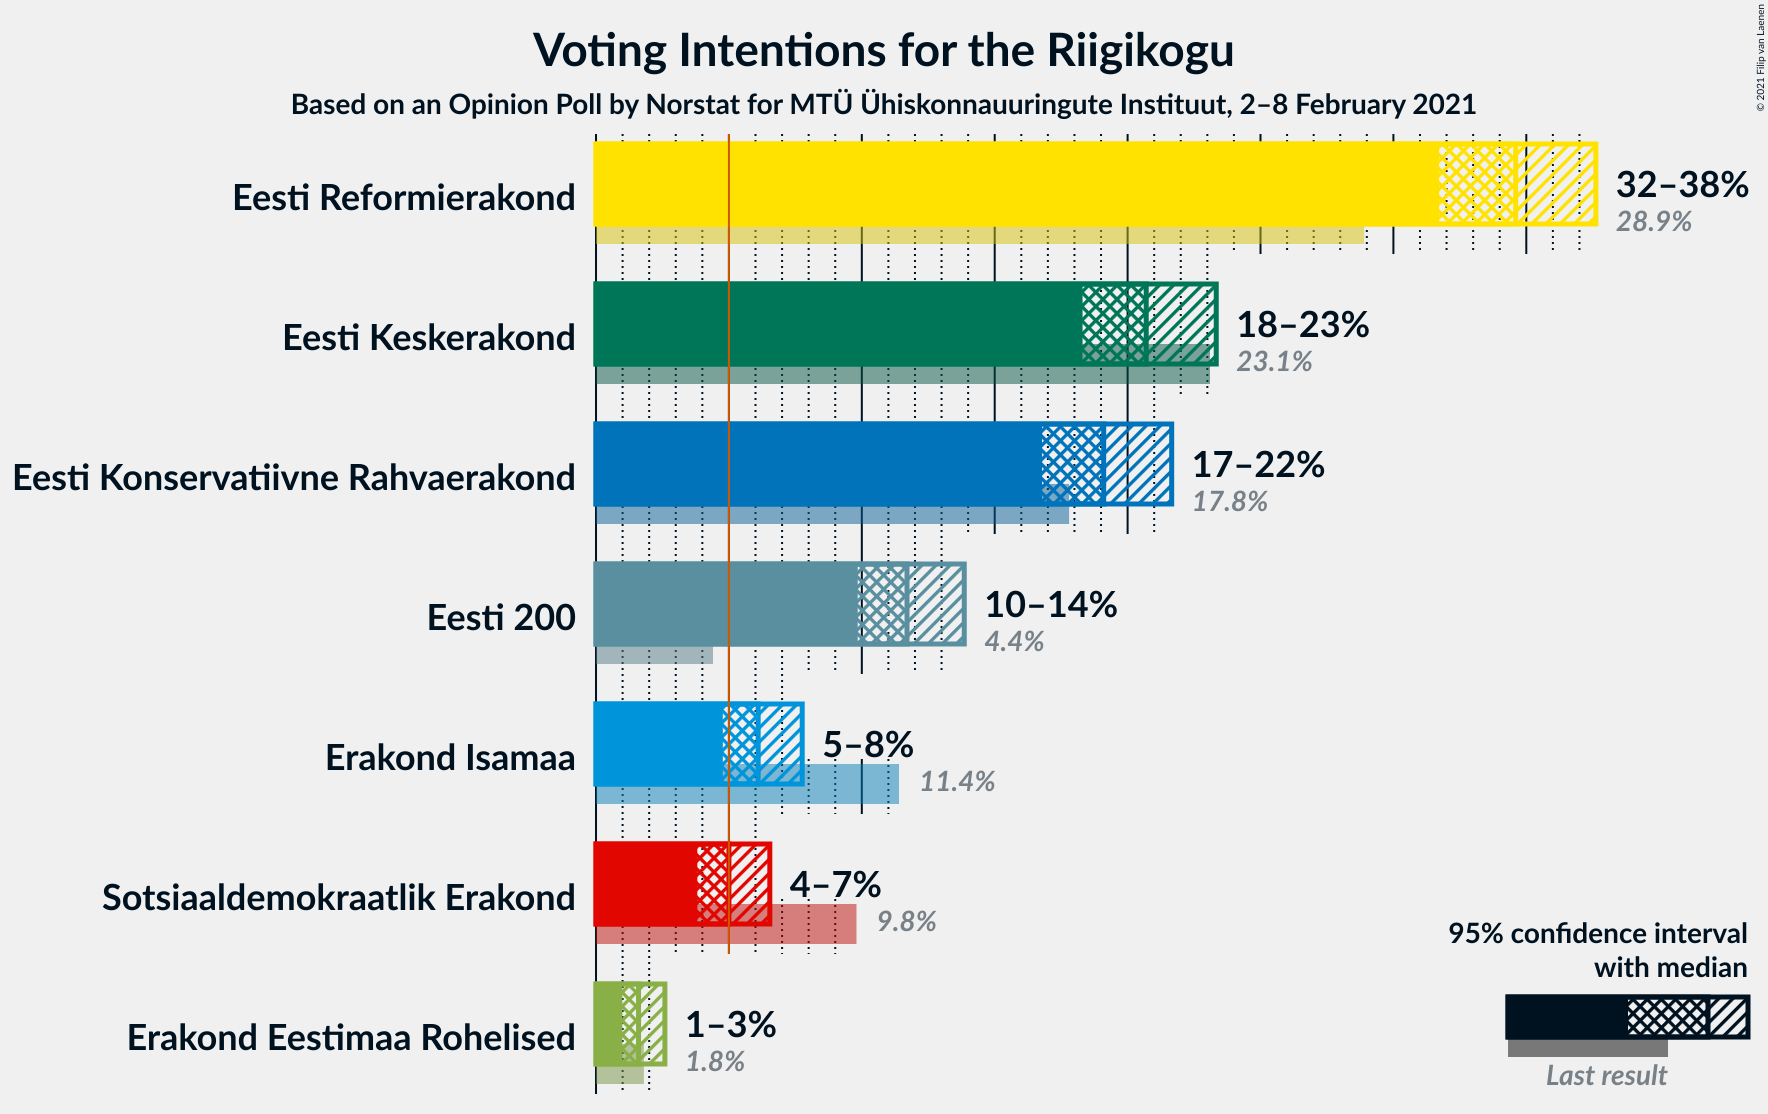 Voting Intentions for the Riigikogu
Based on an Opinion Poll by Norstat for MTÜ Ühiskonnauuringute Instituut, 2–8 February 2021
© 2021 Filip van Laenen
Eesti Reformierakond
32–38%
28.9%
Eesti Keskerakond
18–23%
23.1%
Eesti Konservatiivne Rahvaerakond
17–22%
17.8%
Eesti 200
10–14%
4.4%
Erakond Isamaa
5–8%
11.4%
Sotsiaaldemokraatlik Erakond
4–7%
9.8%
Erakond Eestimaa Rohelised
1–3%
1.8%
95% confidence interval
with median
Last result